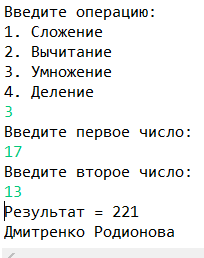 Введите операцию:
1. Сложение
2. Вычитание
3. Умножение
4. Деление
3
Введите первое число:
17
Введите второе число:
13
Результат = 221
Дмитренко Родионова